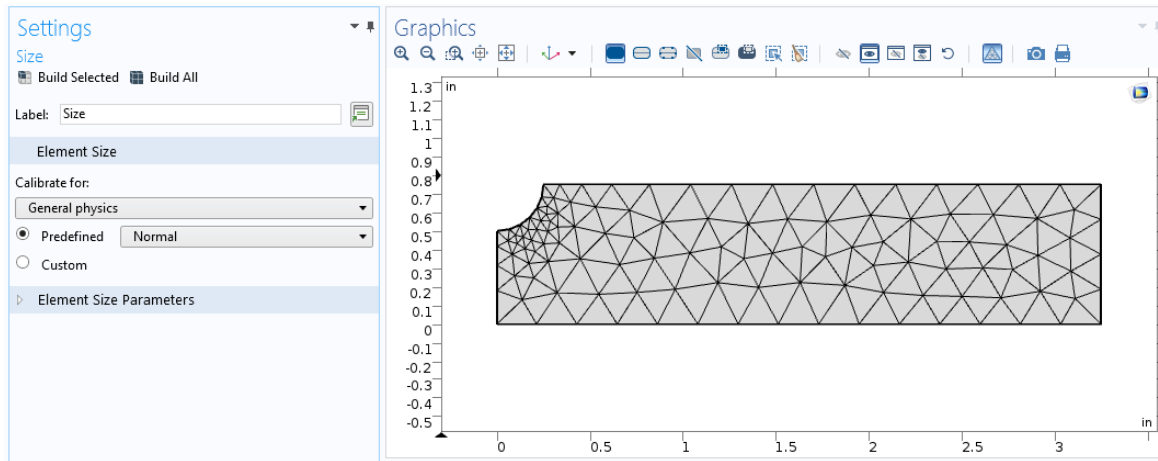 Settings
Size
Build Selected Build All
Label: Size
Element Size
Calibrate for:
General physics
Predefined Normal
Custom
Element Size Parameters
Graphics
in
1.3
1.2
1.1
1
0.9
0.8
0.7
0.6
0.5
0.4
0.3
0.2
0.1
0
-0.1
-0.2
-0.3
-0.4
-0.5
in
0 0.5 1 1.5 2 2.5 3